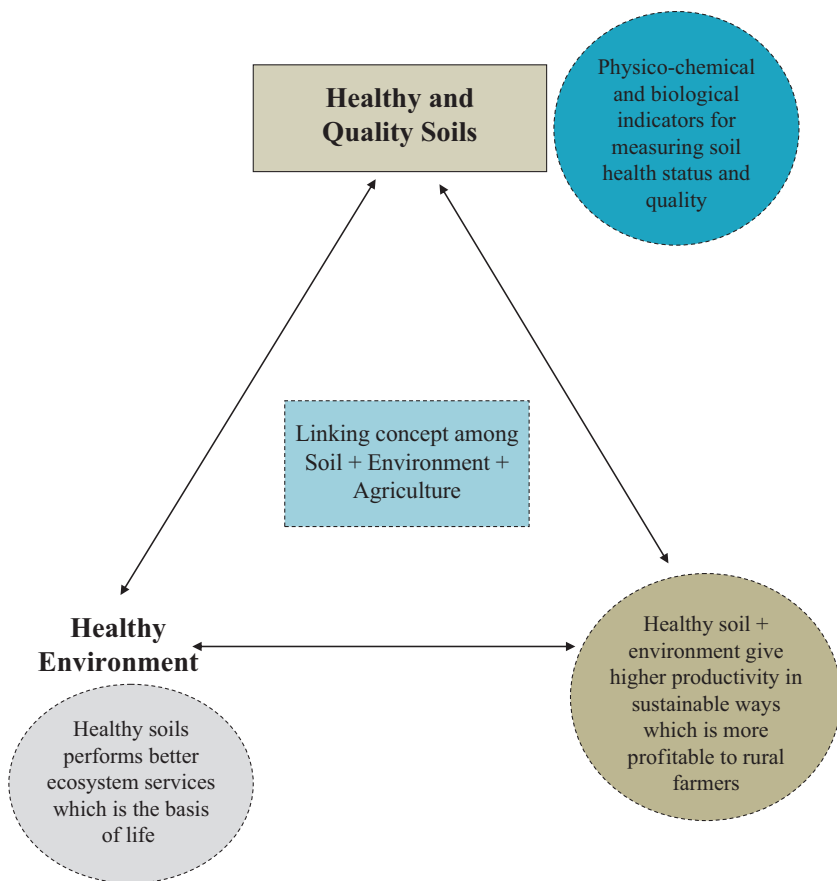 Healthy and
Quality Soils
Physico-chemical
and biological
indicators for
measuring soil
health status and
quality
Linking concept among
Soil + Environment +
Agriculture
Healthy
Environment
Healthy soils
performs better
ecosystem services
which is the basis
of life
Healthy soil +
environment give
higher productivity in
sustainable ways
which is more
profitable to rural
farmers